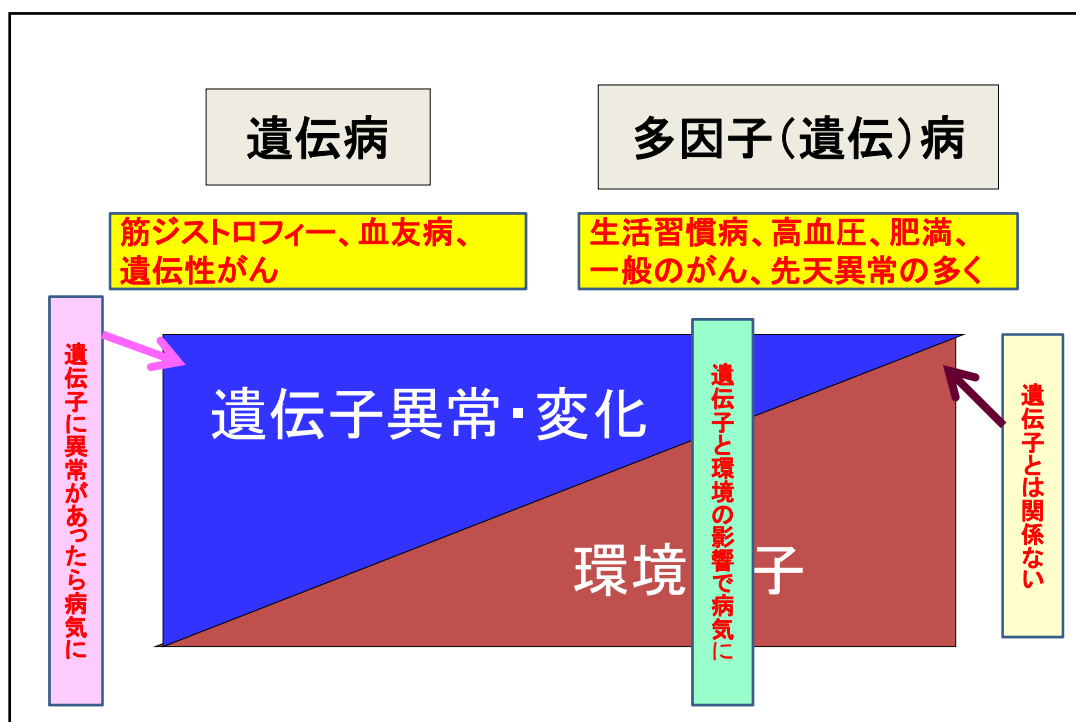 遺伝病
多因子(遺伝)病
筋ジストロフィー、血友病、
遺伝性がん
生活習慣病、高血圧、肥満、
一般のがん、先天異常の多く
遺伝子に異常があったら病気に
遺伝子異常・変化
遺伝子と環境の影響で病気に
環境 子
遺伝子とは関係ない